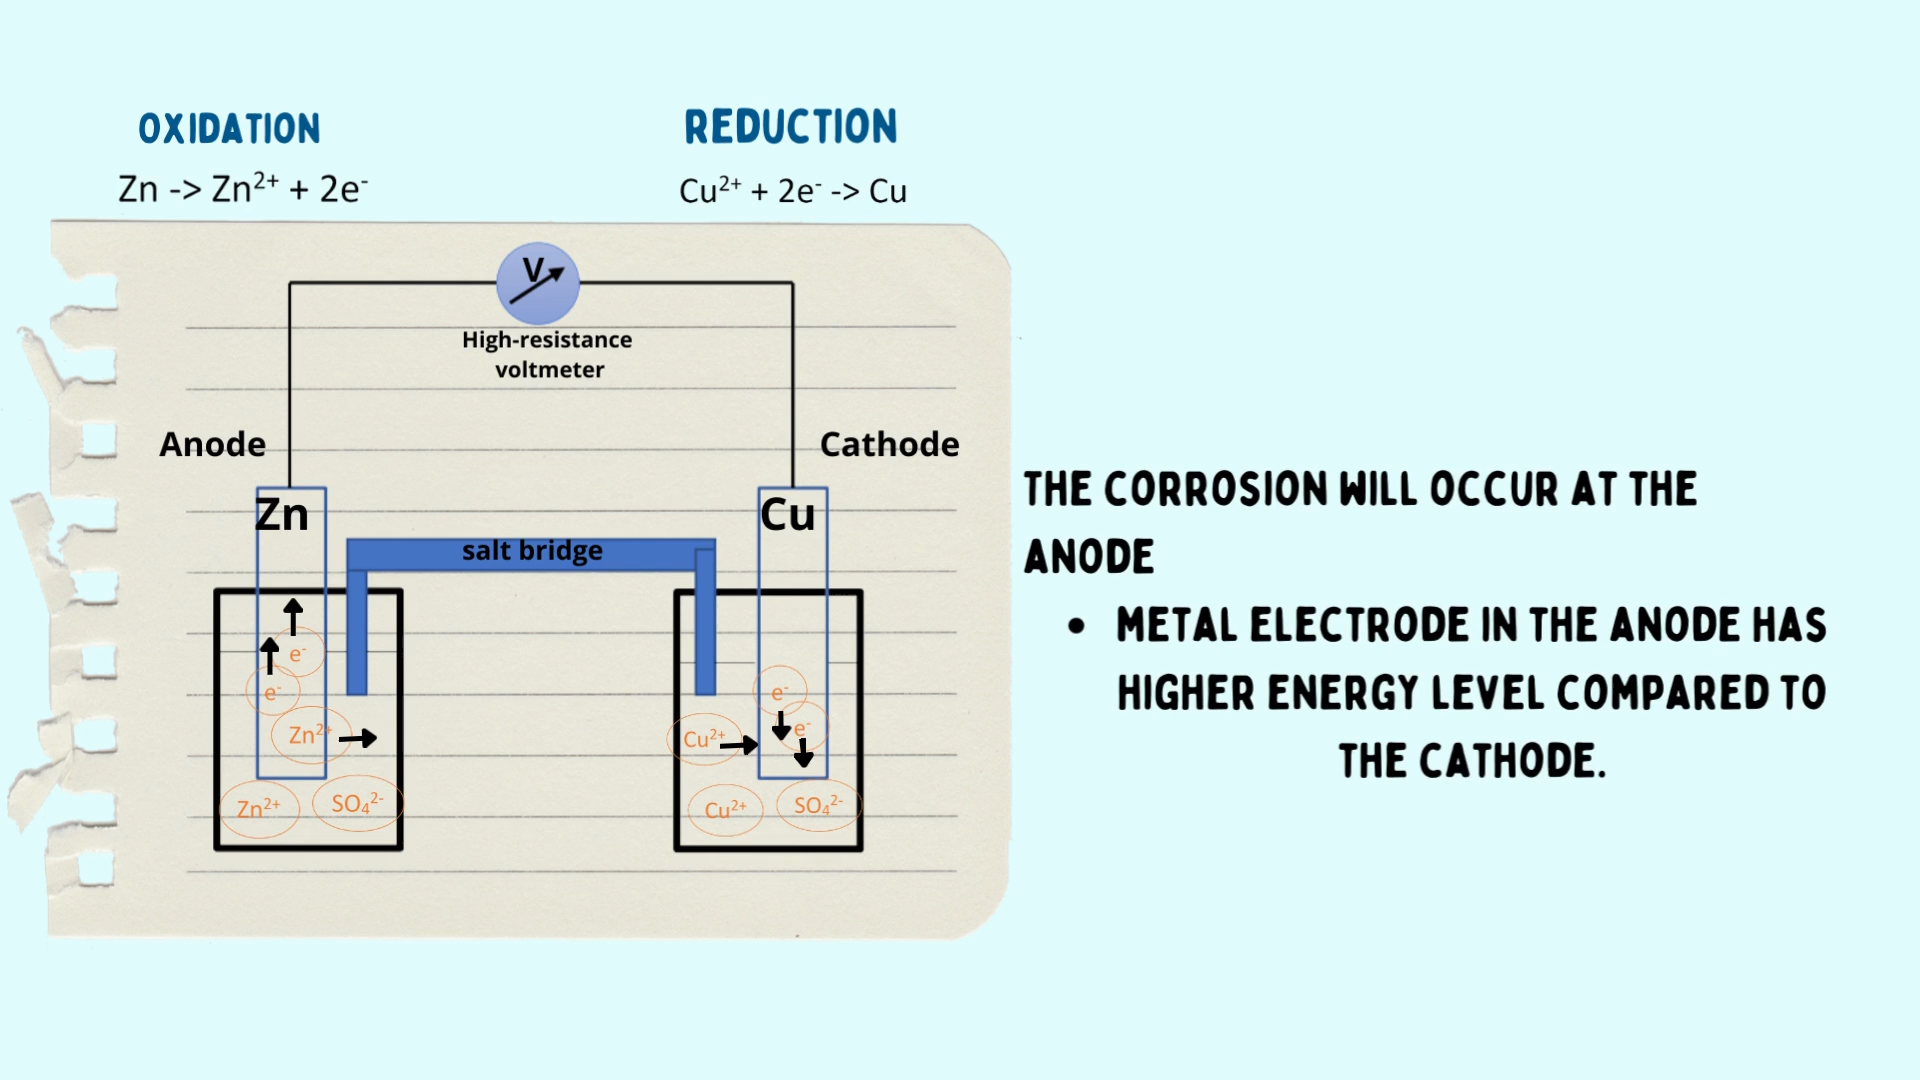 OXIDATION
REDUCTION
Zn -> Zn²⁺ + 2e⁻
Cu²⁺ + 2e⁻ -> Cu
V
High-resistance
voltmeter
Anode
Cathode
Zn
Cu
salt bridge
e⁻
e⁻
Zn²⁺
Zn²⁺
SO₄²⁻
e⁻
e⁻
Cu²⁺
Cu²⁺
SO₄²⁻
THE CORROSION WILL OCCUR AT THE
ANODE
• METAL ELECTRODE IN THE ANODE HAS
HIGHER ENERGY LEVEL COMPARED TO
THE CATHODE.